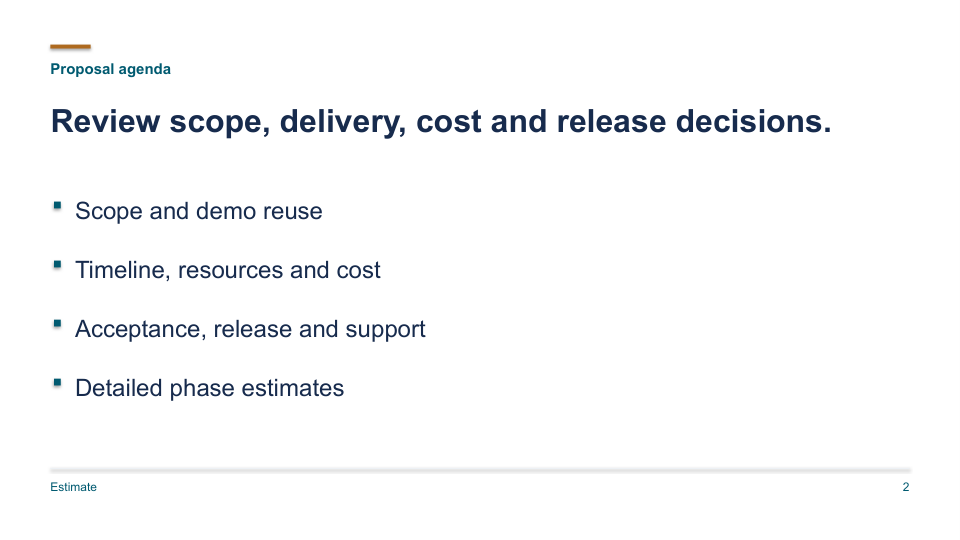 Proposal agenda
Review scope, delivery, cost and release decisions.
Scope and demo reuse
Timeline, resources and cost
Acceptance, release and support
Detailed phase estimates
Estimate
2